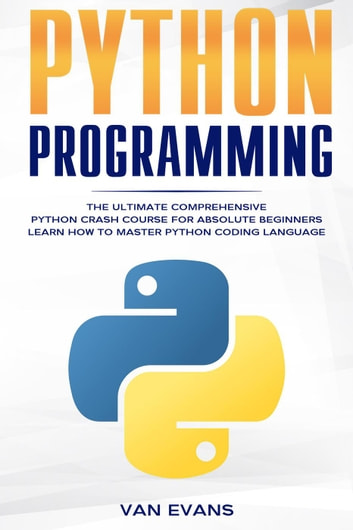 PYTHON
PROGRAMMING
THE ULTIMATE COMPREHENSIVE
PYTHON CRASH COURSE FOR ABSOLUTE BEGINNERS
LEARN HOW TO MASTER PYTHON CODING LANGUAGE
VAN EVANS